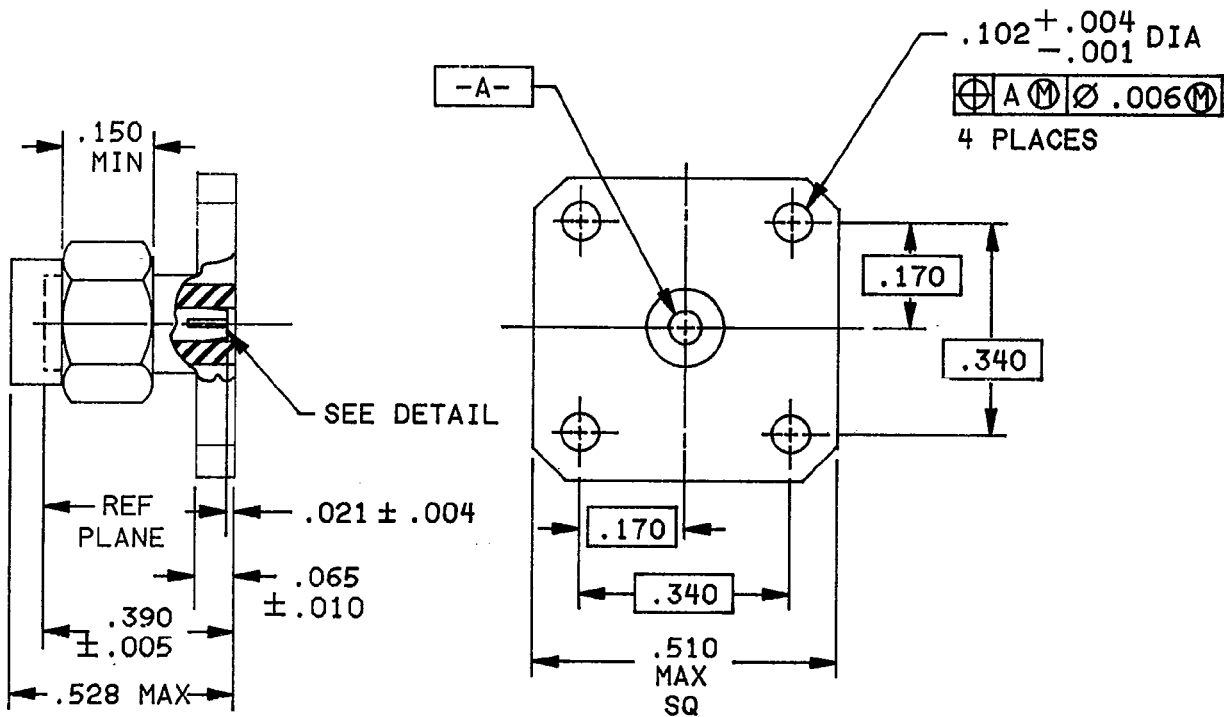 .102 +.004 -.001 DIA
⌖ A Ⓜ Ø .006 Ⓜ
4 PLACES
-A-
.150
MIN
.170
.340
SEE DETAIL
REF
PLANE
.021 ± .004
.170
.065
±.010
.340
.390
±.005
.510
MAX
SQ
.528 MAX